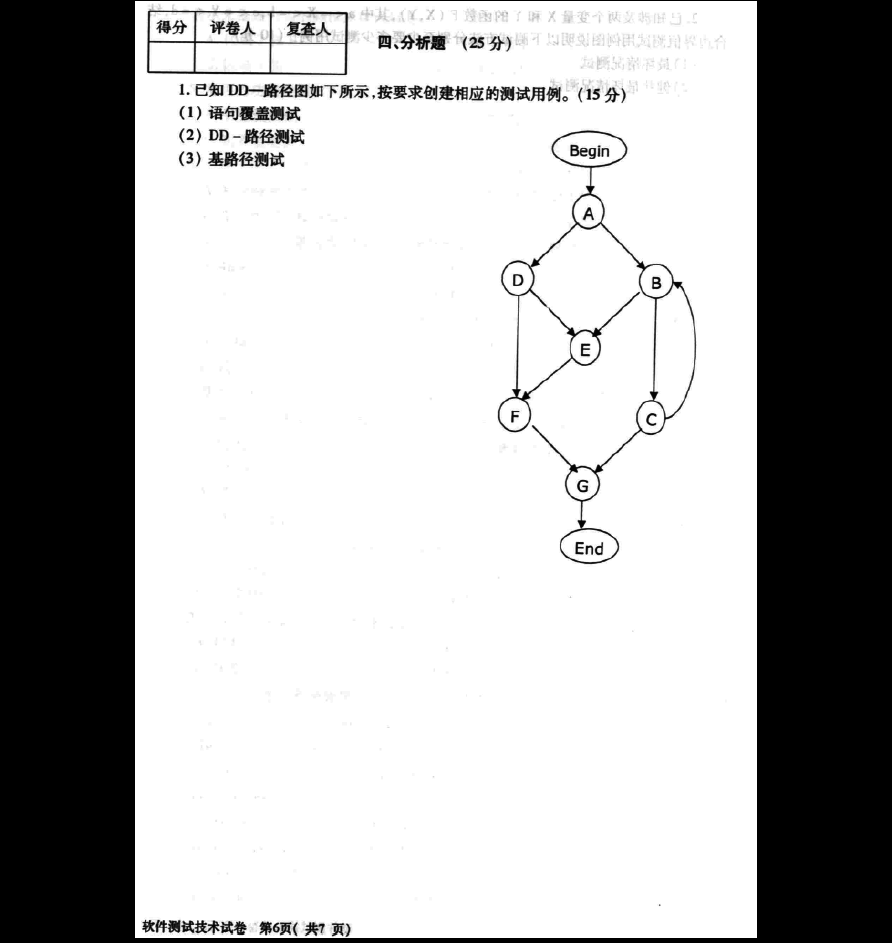 得分 评卷人 复查人
四、分析题 (25 分)
1. 已知 DD—路径图如下所示,按要求创建相应的测试用例。(15 分)
(1) 语句覆盖测试
(2) DD - 路径测试
(3) 基路径测试
Begin
A
D
B
E
F
C
G
End
软件测试技术试卷 第6页( 共7 页)